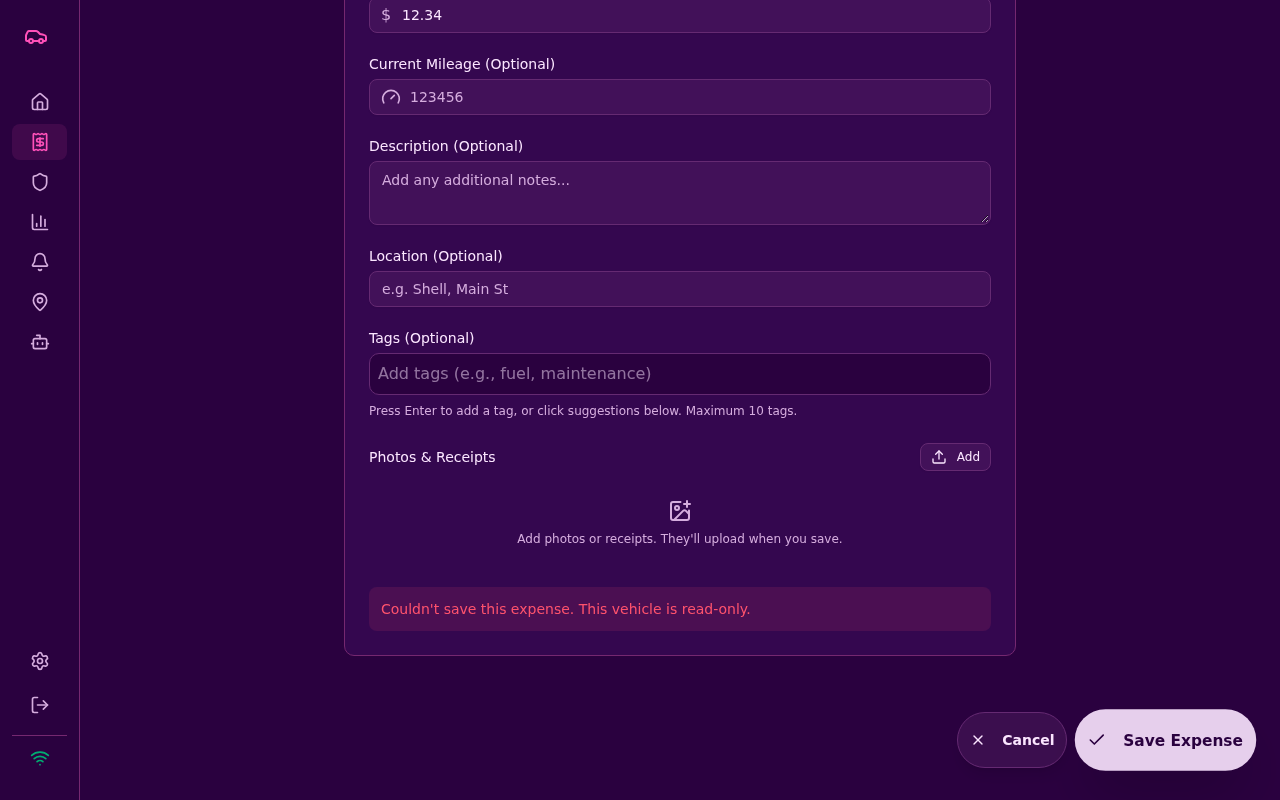 $ 12.34
Current Mileage (Optional)
123456
Description (Optional)
Add any additional notes...
Location (Optional)
e.g. Shell, Main St
Tags (Optional)
Add tags (e.g., fuel, maintenance)
Press Enter to add a tag, or click suggestions below. Maximum 10 tags.
Photos & Receipts
Add
Add photos or receipts. They'll upload when you save.
Couldn't save this expense. This vehicle is read-only.
Cancel
Save Expense